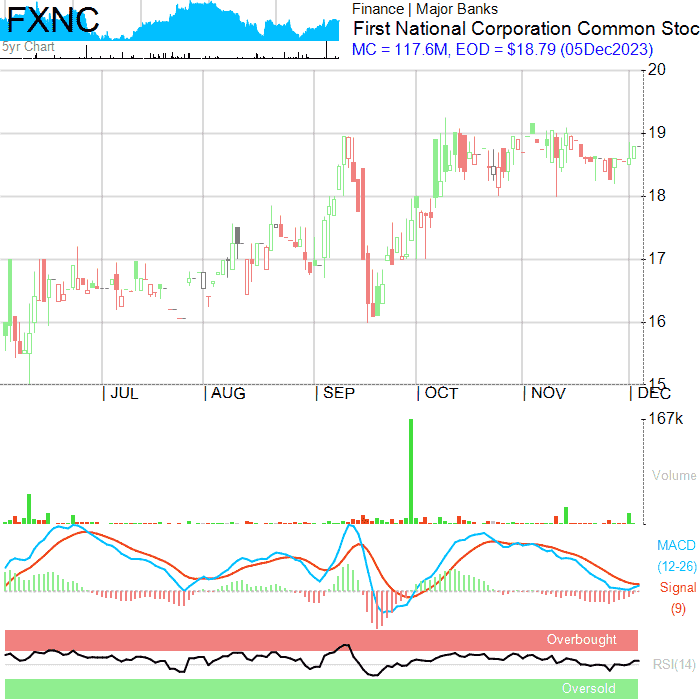 FXNC
5yr Chart
Finance | Major Banks
First National Corporation Common Stoc
MC = 117.6M, EOD = $18.79 (05Dec2023)
20
19
18
17
16
15
| JUL | AUG | SEP | OCT | NOV | DEC
167k
Volume
MACD
(12-26)
Signal
(9)
Overbought
RSI(14)
Oversold